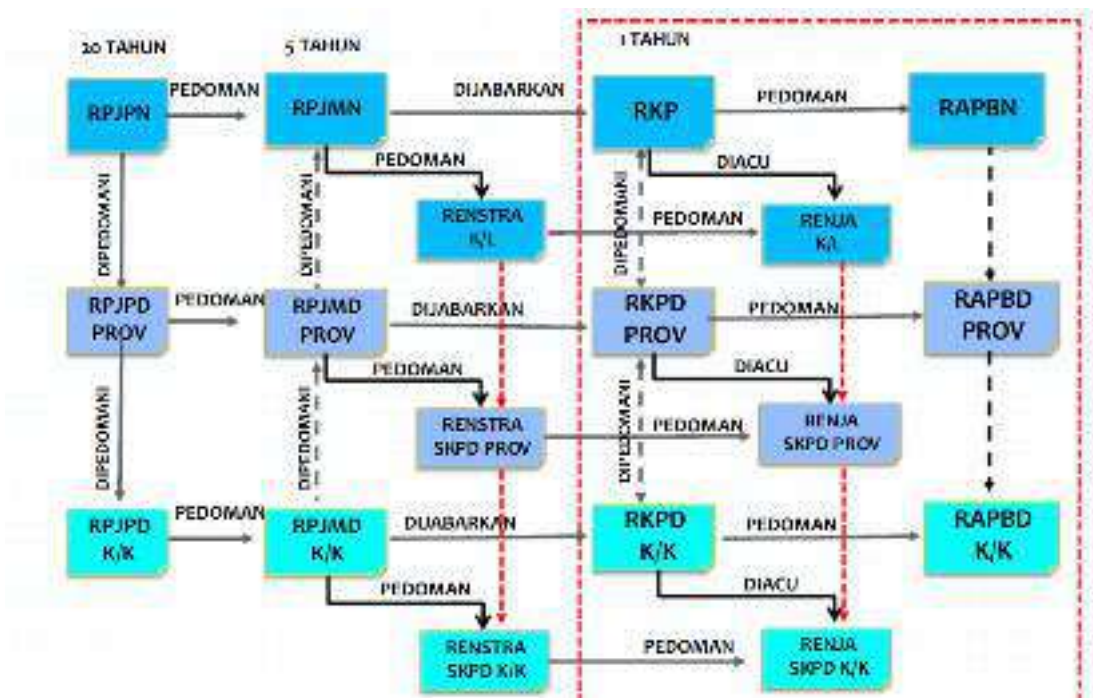 20 TAHUN
5 TAHUN
1 TAHUN
RPJPN
PEDOMAN
RPJMN
DIJABARKAN
RKP
PEDOMAN
RAPBN
PEDOMAN
DIACU
DIPEDOMANI
DIPEDOMANI
DIPEDOMANI
RENSTRA
K/L
PEDOMAN
RENJA
K/L
RPJPD
PROV
PEDOMAN
RPJMD
PROV
DIJABARKAN
RKPD
PROV
PEDOMAN
RAPBD
PROV
PEDOMAN
DIACU
DIPEDOMANI
DIPEDOMANI
DIPEDOMANI
RENSTRA
SKPD PROV
PEDOMAN
RENJA
SKPD PROV
RPJPD
K/K
PEDOMAN
RPJMD
K/K
DIJABARKAN
RKPD
K/K
PEDOMAN
RAPBD
K/K
PEDOMAN
DIACU
RENSTRA
SKPD K/K
PEDOMAN
RENJA
SKPD K/K